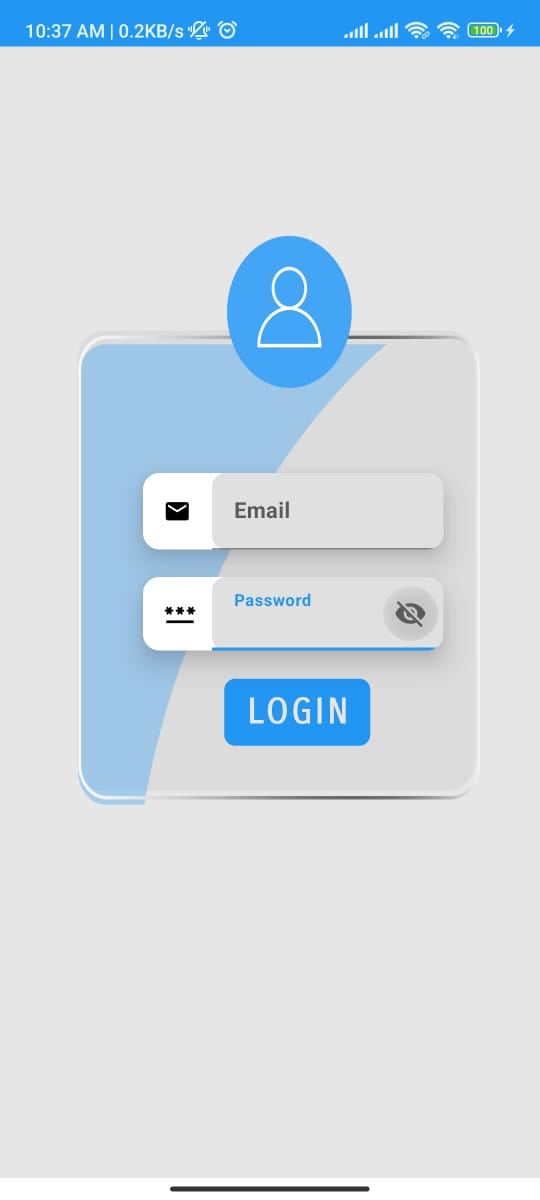 10:37 AM | 0.2KB/s
100
Email
***
Password
LOGIN